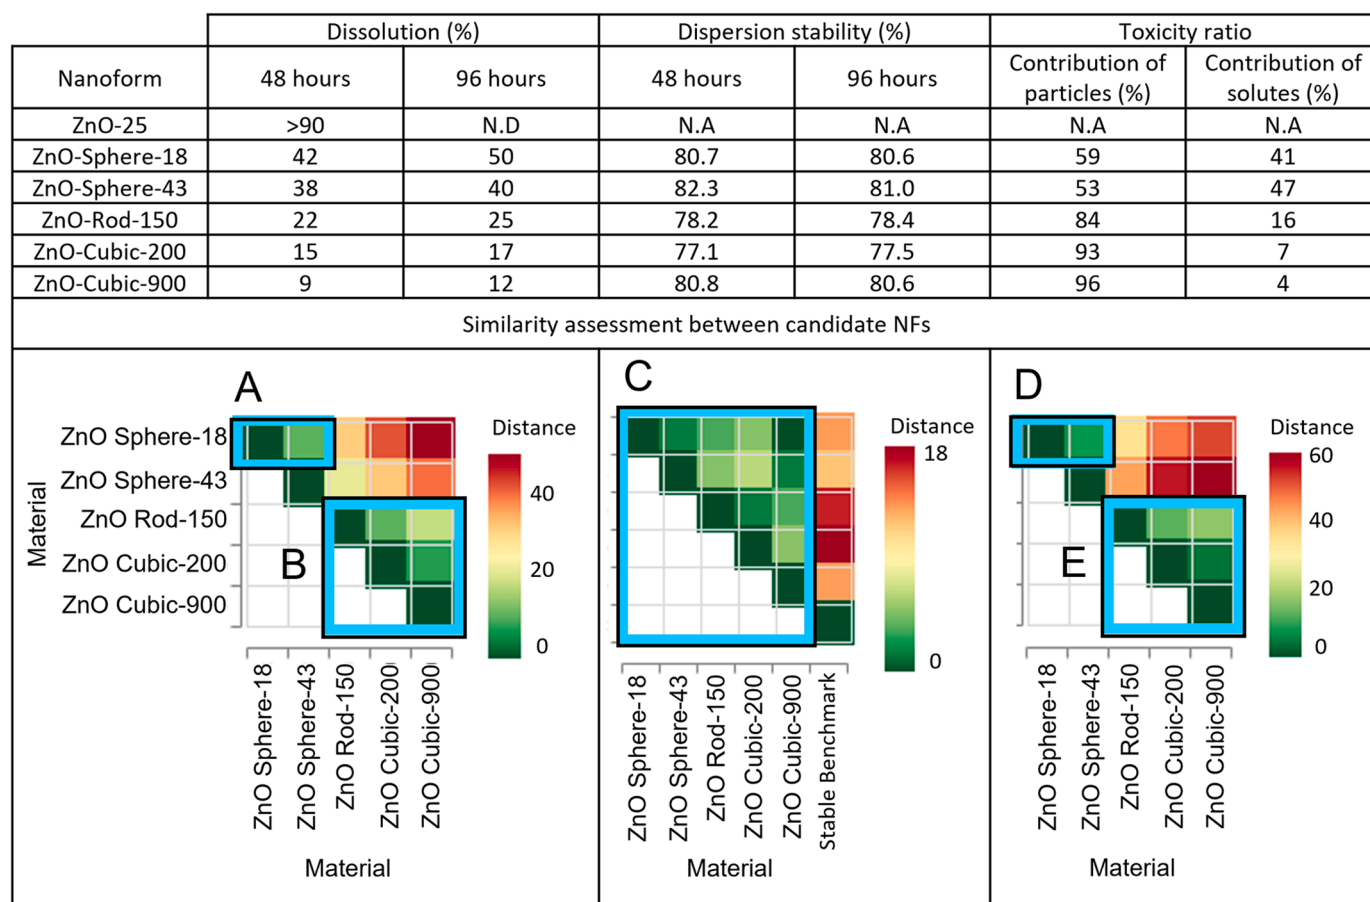 Dissolution (%) Dispersion stability (%) Toxicity ratio
Nanoform 48 hours 96 hours 48 hours 96 hours Contribution of particles (%) Contribution of solutes (%)
ZnO-25 >90 N.D N.A N.A N.A N.A
ZnO-Sphere-18 42 50 80.7 80.6 59 41
ZnO-Sphere-43 38 40 82.3 81.0 53 47
ZnO-Rod-150 22 25 78.2 78.4 84 16
ZnO-Cubic-200 15 17 77.1 77.5 93 7
ZnO-Cubic-900 9 12 80.8 80.6 96 4
Similarity assessment between candidate NFs
A
B
Material
ZnO Sphere-18
ZnO Sphere-43
ZnO Rod-150
ZnO Cubic-200
ZnO Cubic-900
Distance
40
20
0
ZnO Sphere-18
ZnO Sphere-43
ZnO Rod-150
ZnO Cubic-200
ZnO Cubic-900
Material
C
Distance
18
0
ZnO Sphere-18
ZnO Sphere-43
ZnO Rod-150
ZnO Cubic-200
ZnO Cubic-900
Stable Benchmark
Material
D
E
Distance
60
40
20
0
ZnO Sphere-18
ZnO Sphere-43
ZnO Rod-150
ZnO Cubic-200
ZnO Cubic-900
Material